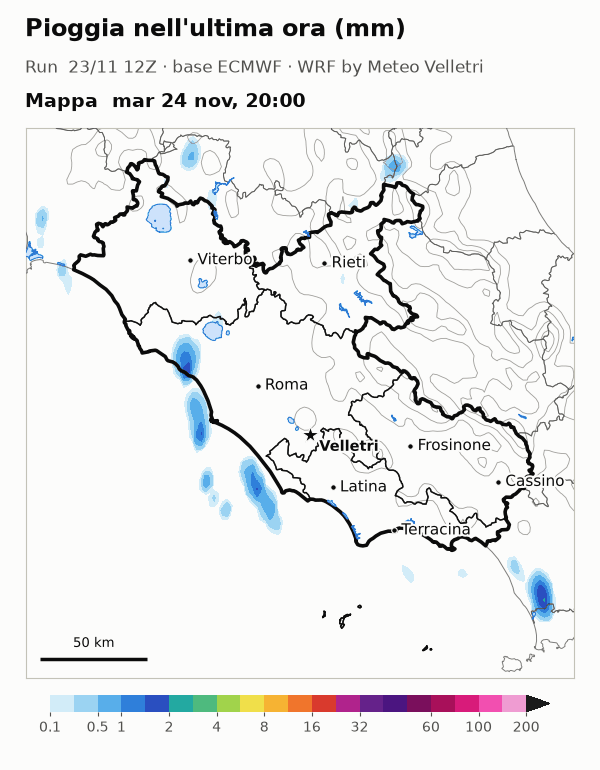 Pioggia nell'ultima ora (mm)
Run 23/11 12Z · base ECMWF · WRF by Meteo Velletri
Mappa mar 24 nov, 20:00
Viterbo
Rieti
Roma
Velletri
Frosinone
Latina
Cassino
Terracina
50 km
0.1 0.5 1 2 4 8 16 32 60 100 200